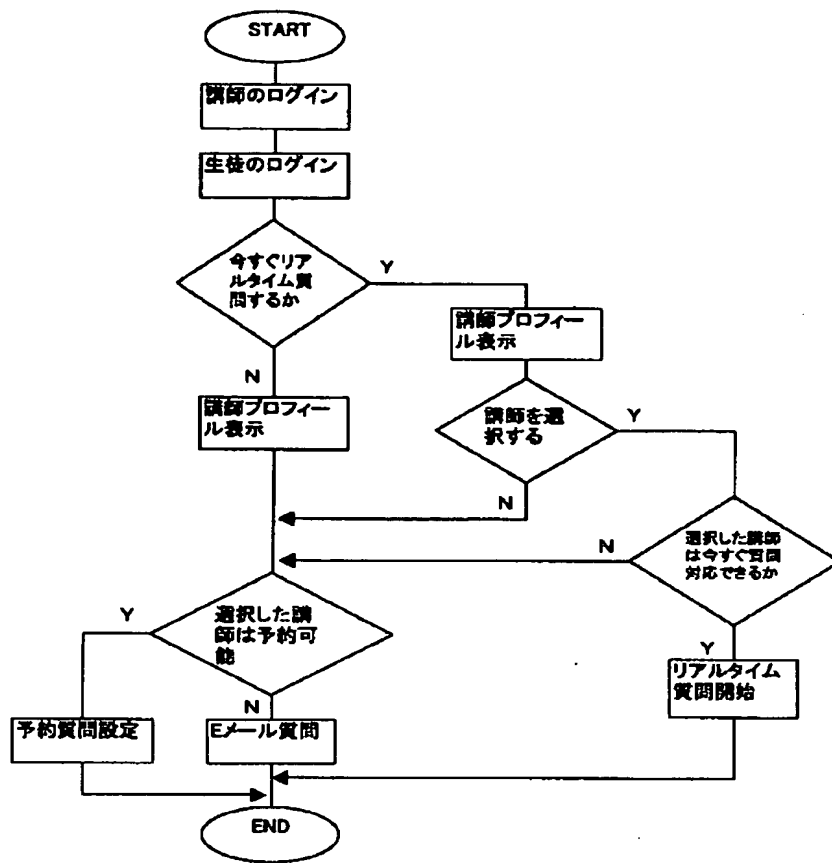 START
講師のログイン
生徒のログイン
今すぐリア
ルタイム質
問するか
Y
講師プロフィー
ル表示
N
講師プロフィー
ル表示
講師を選
択する
Y
N
選択した講師
は今すぐ質問
対応できるか
N
選択した講
師は予約可
能
Y
Y
リアルタイム
質問開始
N
予約質問設定
Eメール質問
END